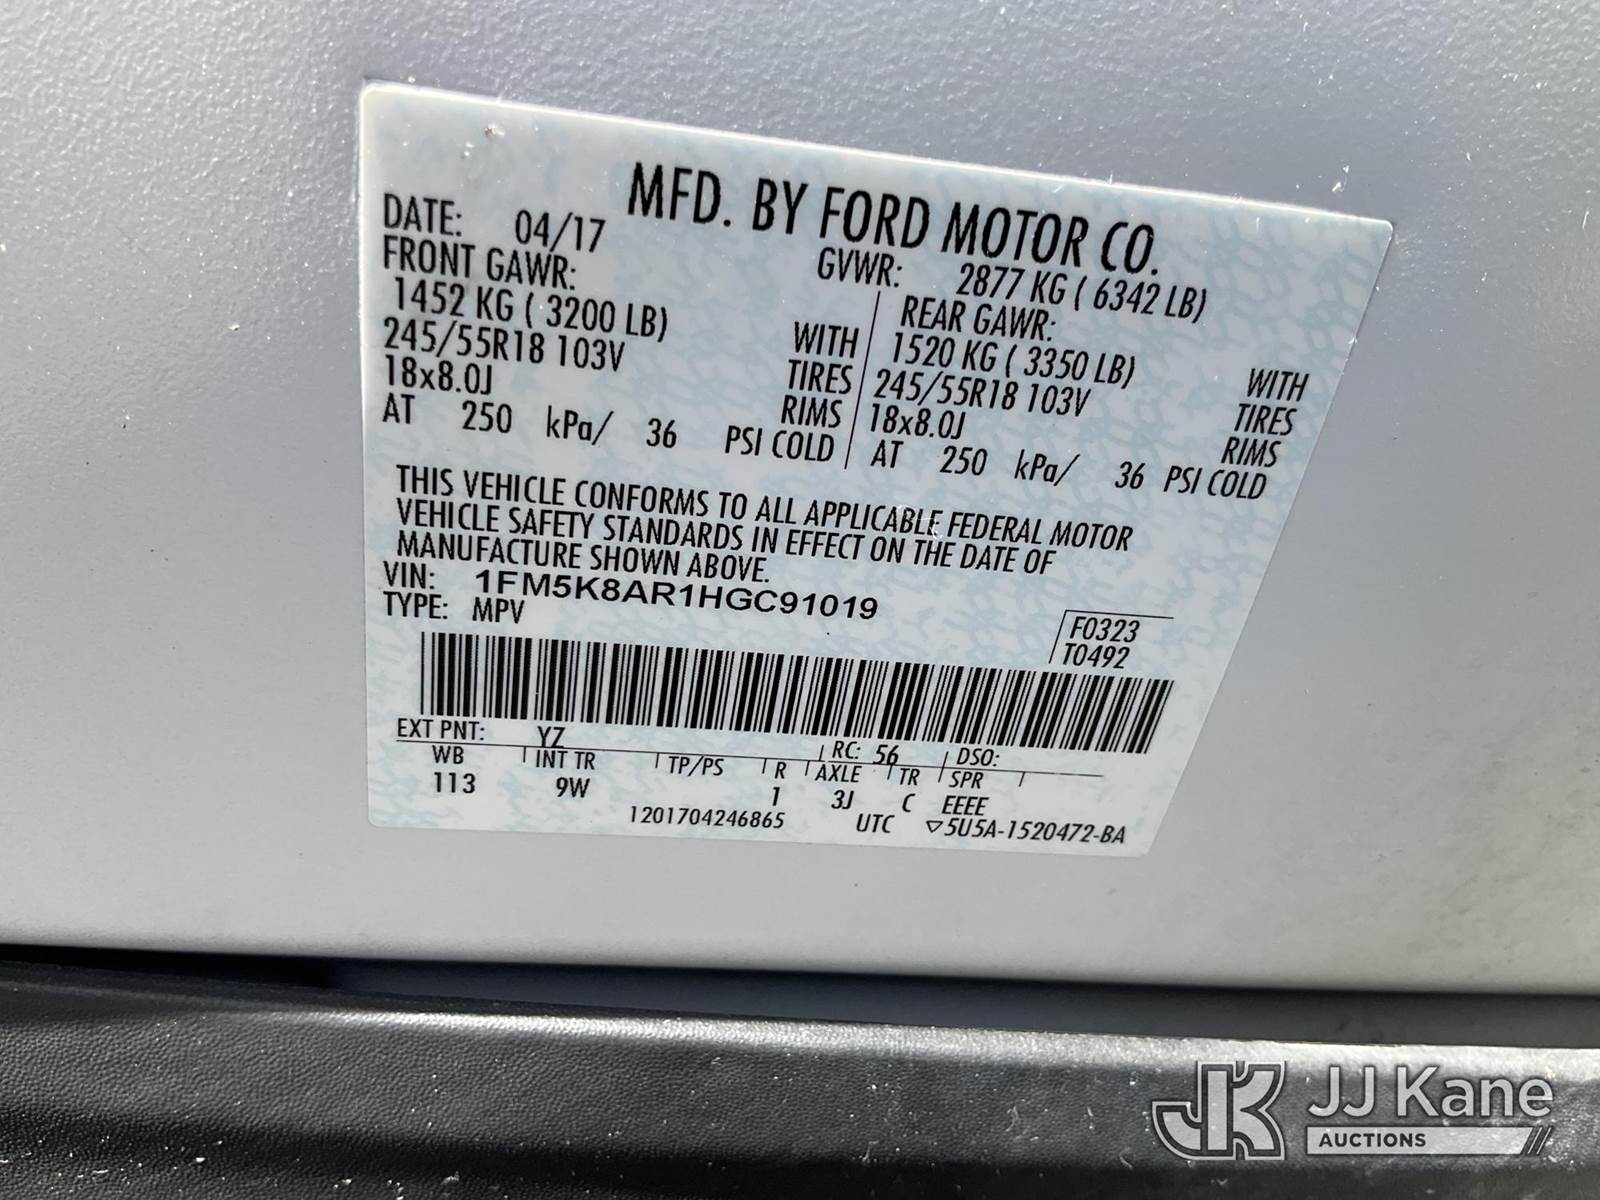 MFD. BY FORD MOTOR CO.
DATE: 04/17 GVWR: 2877 KG ( 6342 LB)
FRONT GAWR: REAR GAWR:
1452 KG ( 3200 LB) WITH 1520 KG ( 3350 LB) WITH
245/55R18 103V TIRES 245/55R18 103V TIRES
18x8.0J RIMS 18x8.0J RIMS
AT 250 kPa/ 36 PSI COLD AT 250 kPa/ 36 PSI COLD
THIS VEHICLE CONFORMS TO ALL APPLICABLE FEDERAL MOTOR
VEHICLE SAFETY STANDARDS IN EFFECT ON THE DATE OF
MANUFACTURE SHOWN ABOVE.
VIN: 1FM5K8AR1HGC91019
TYPE: MPV
F0323
T0492
EXT PNT: YZ RC: 56 DSO:
WB INT TR TP/PS R AXLE TR SPR
113 9W 1 3J C EEEE
1201704246865 UTC ▽5U5A-1520472-BA
JK JJ Kane
AUCTIONS